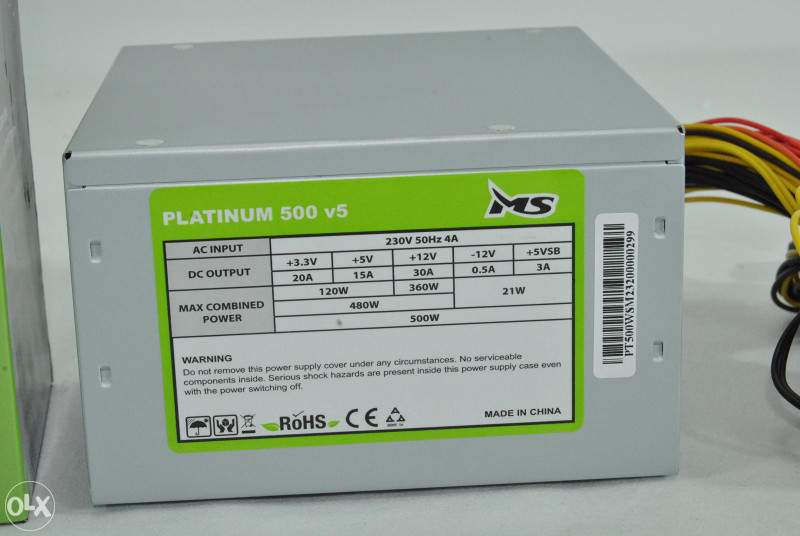 PLATINUM 500 v5
MS
AC INPUT 230V 50Hz 4A
DC OUTPUT +3.3V +5V +12V -12V +5VSB
20A 15A 30A 0.5A 3A
MAX COMBINED POWER 120W 360W 21W
480W
500W
WARNING
Do not remove this power supply cover under any circumstances. No serviceable
components inside. Serious shock hazards are present inside this power supply case even
with the power switching off.
RoHS CE
MADE IN CHINA
PT500WSM23200000299
OLX